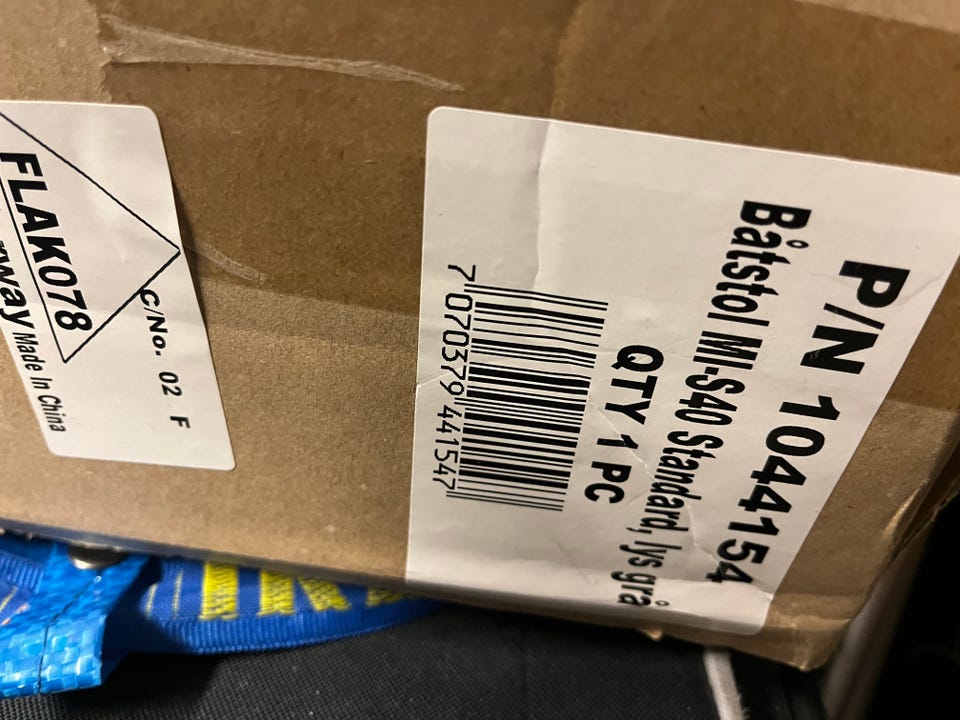 P/N 1044154
Båtstol MI-S40 Standard, lys grå
QTY 1 PC
7 070379 441547
FLAK078
C/No. 02 F
Made In China